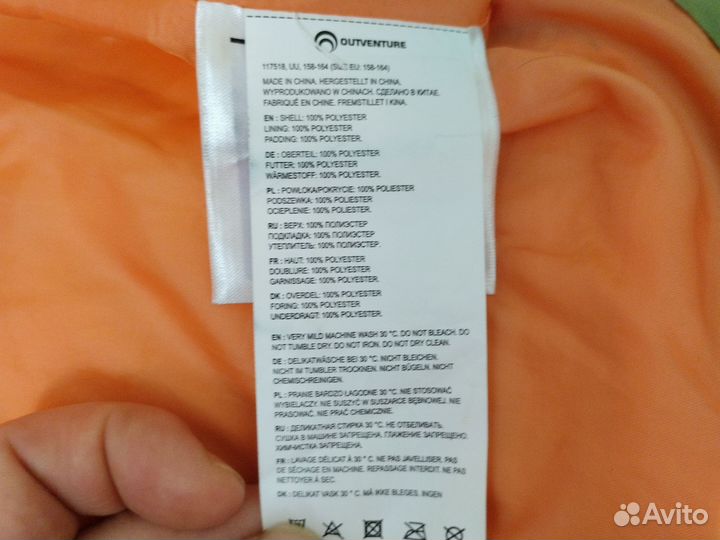 OUTVENTURE
117518, UU, 158-164 (SIZE EU: 158-164)
MADE IN CHINA. HERGESTELLT IN CHINA.
WYPRODUKOWANO W CHINACH. СДЕЛАНО В КИТАЕ.
FABRIQUÉ EN CHINE. FREMSTILLET I KINA.
EN : SHELL: 100% POLYESTER
LINING: 100% POLYESTER
PADDING: 100% POLYESTER
DE : OBERTEIL: 100% POLYESTER
FUTTER: 100% POLYESTER
WÄRMESTOFF: 100% POLYESTER
PL : POWŁOKA/POKRYCIE: 100% POLIESTER
PODSZEWKA: 100% POLIESTER
OCIEPLENIE: 100% POLIESTER
RU : ВЕРХ: 100% ПОЛИЭСТЕР
ПОДКЛАДКА: 100% ПОЛИЭСТЕР
УТЕПЛИТЕЛЬ: 100% ПОЛИЭСТЕР
FR : HAUT: 100% POLYESTER
DOUBLURE: 100% POLYESTER
GARNISSAGE: 100% POLYESTER
DK : OVERDEL: 100% POLYESTER
FORING: 100% POLYESTER
UNDERDRAGT: 100% POLYESTER
EN : VERY MILD MACHINE WASH 30 °C. DO NOT BLEACH. DO
NOT TUMBLE DRY. DO NOT IRON. DO NOT DRY CLEAN.
DE : DELIKATWÄSCHE BEI 30 °C. NICHT BLEICHEN.
NICHT IM TUMBLER TROCKNEN. NICHT BÜGELN. NICHT
CHEMISCHREINIGEN.
PL : PRANIE BARDZO ŁAGODNE 30 °C. NIE STOSOWAĆ
WYBIELACZY. NIE SUSZYĆ W SUSZARCE BĘBNOWEJ. NIE
PRASOWAĆ. NIE PRAĆ CHEMICZNIE.
RU : ДЕЛИКАТНАЯ СТИРКА 30 °C. НЕ ОТБЕЛИВАТЬ.
СУШКА В МАШИНЕ ЗАПРЕЩЕНА. ГЛАЖЕНИЕ ЗАПРЕЩЕНО.
ХИМЧИСТКА ЗАПРЕЩЕНА.
FR : LAVAGE DÉLICAT À 30 °C. NE PAS JAVELLISER. PAS
DE SÉCHAGE EN MACHINE. REPASSAGE INTERDIT. NE PAS
NETTOYER À SEC.
DK : DELIKAT VASK 30 °C. MÅ IKKE BLEGES. INGEN
Avito